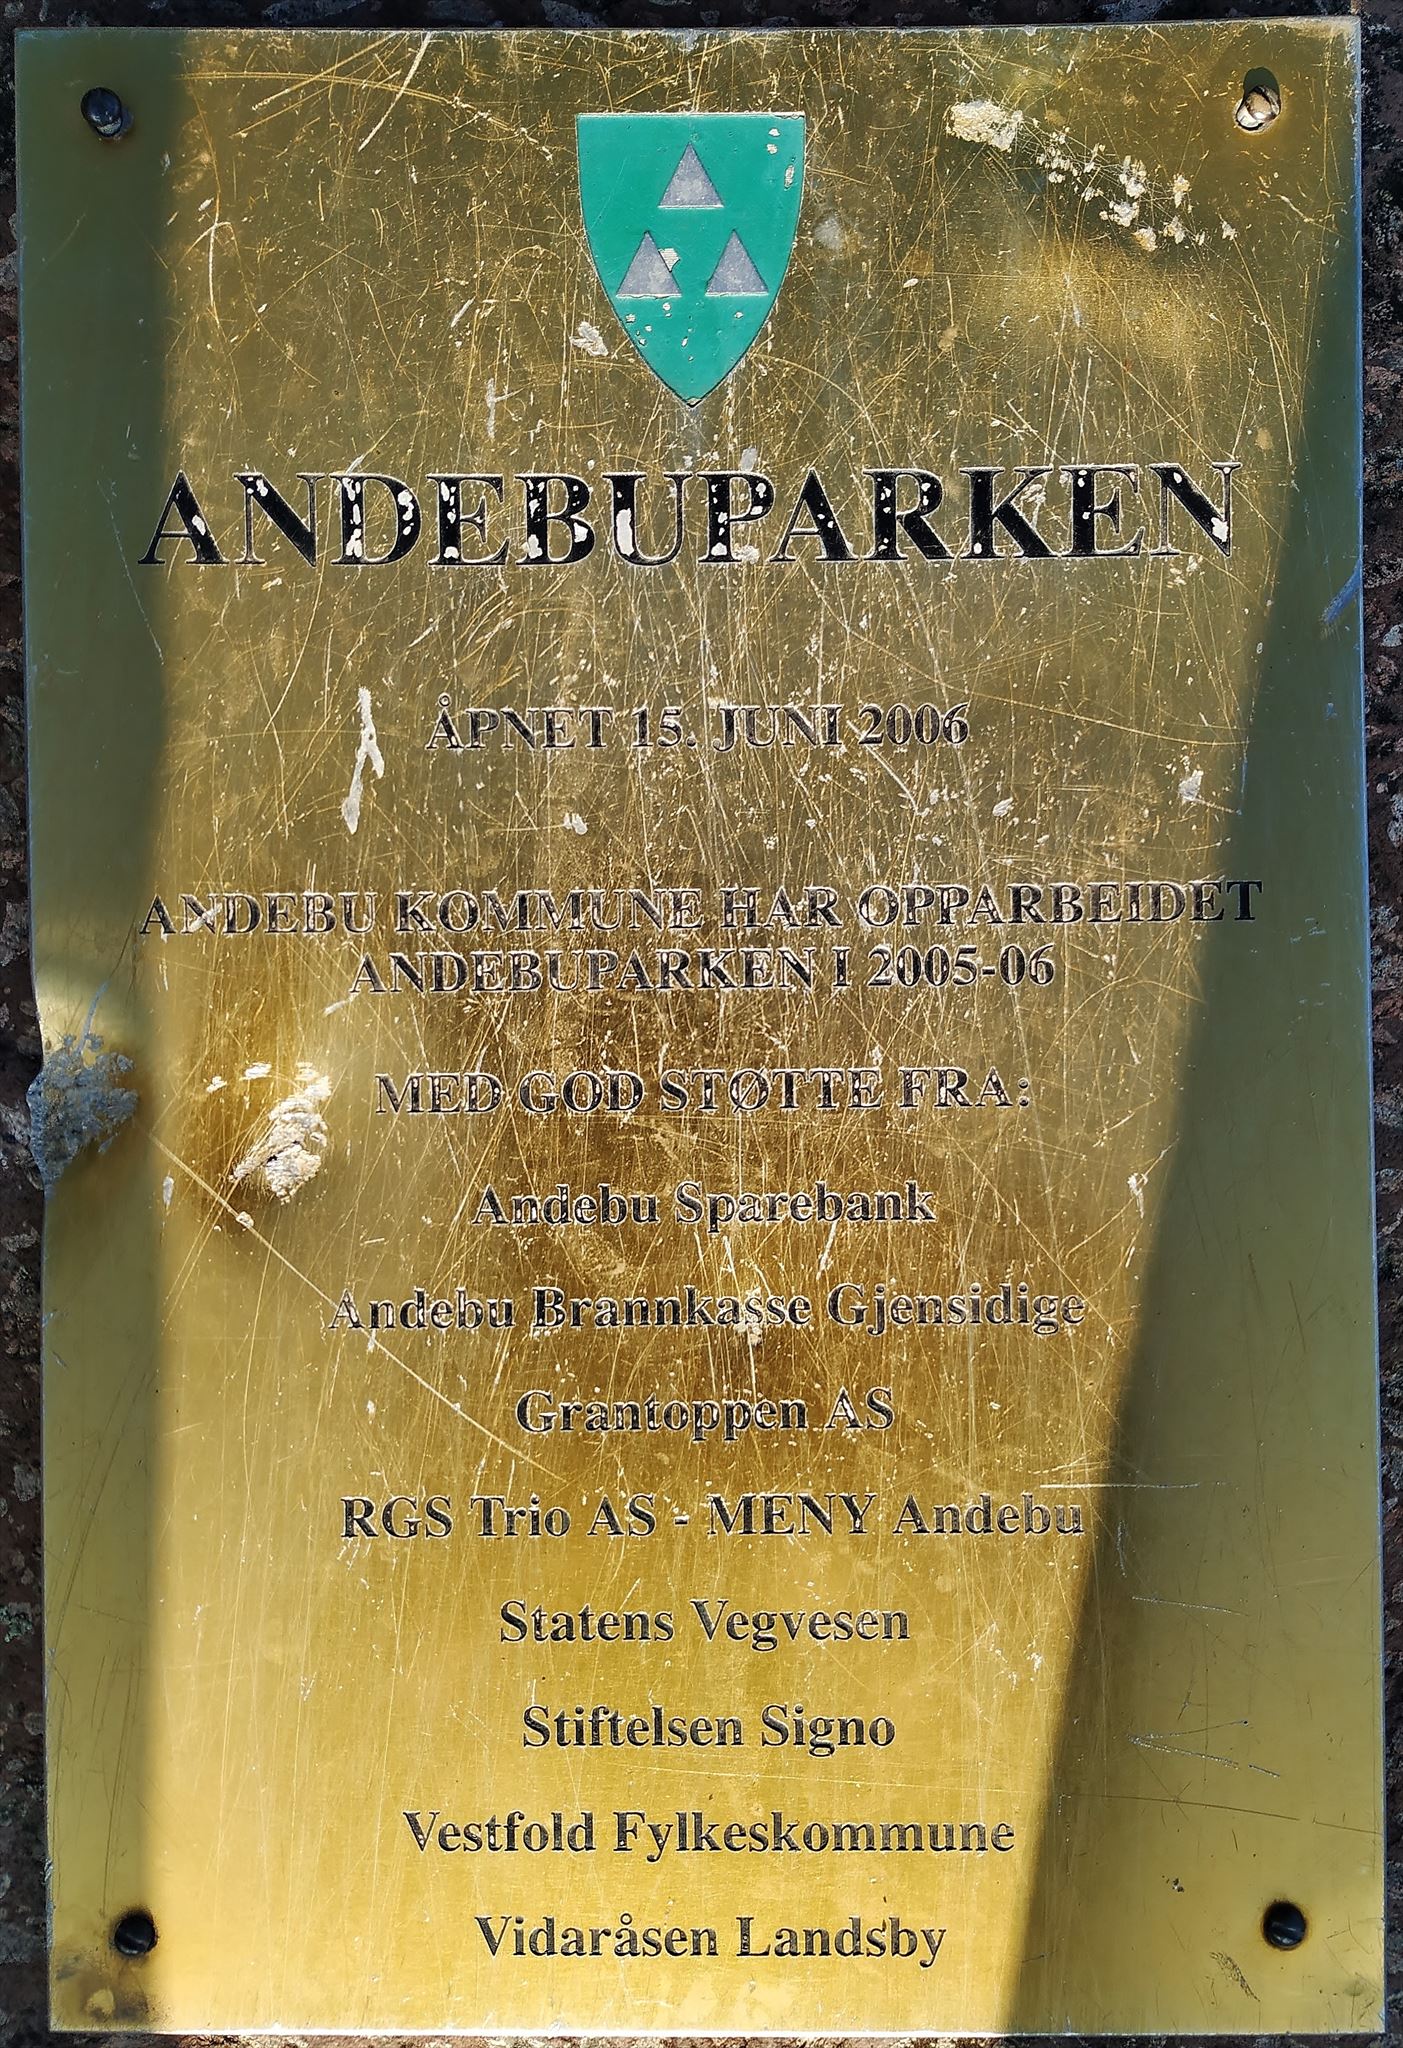 ANDEBUPARKEN
ÅPNET 15. JUNI 2006
ANDEBU KOMMUNE HAR OPPARBEIDET
ANDEBUPARKEN I 2005-06
MED GOD STØTTE FRA:
Andebu Sparebank
Andebu Brannkasse Gjensidige
Grantoppen AS
RGS Trio AS - MENY Andebu
Statens Vegvesen
Stiftelsen Signo
Vestfold Fylkeskommune
Vidaråsen Landsby